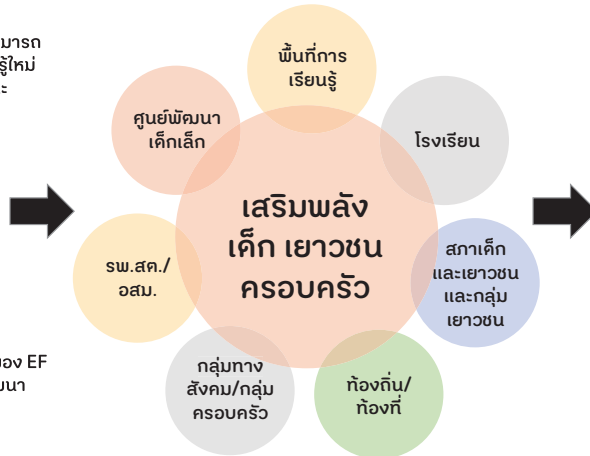 พื้นที่การ
เรียนรู้
ศูนย์พัฒนา
เด็กเล็ก
โรงเรียน
เสริมพลัง
เด็ก เยาวชน
ครอบครัว
รพ.สต./
อสม.
สภาเด็ก
และเยาวชน
และกลุ่ม
เยาวชน
กลุ่มทาง
สังคม/กลุ่ม
ครอบครัว
ท้องถิ่น/
ท้องที่
รู้ใหม่
EF